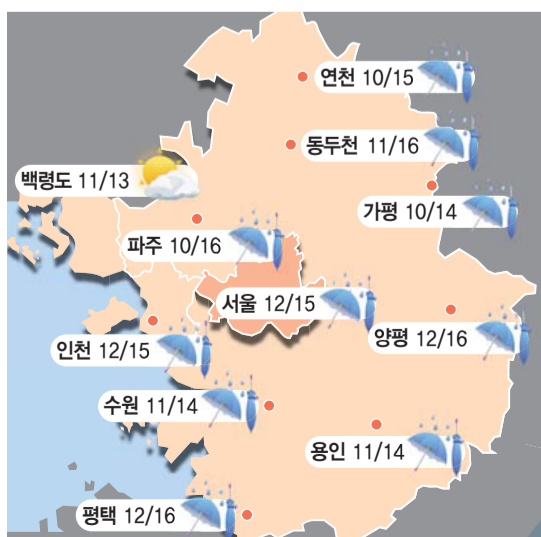 연천 10/15
동두천 11/16
백령도 11/13
가평 10/14
파주 10/16
서울 12/15
양평 12/16
인천 12/15
수원 11/14
용인 11/14
평택 12/16